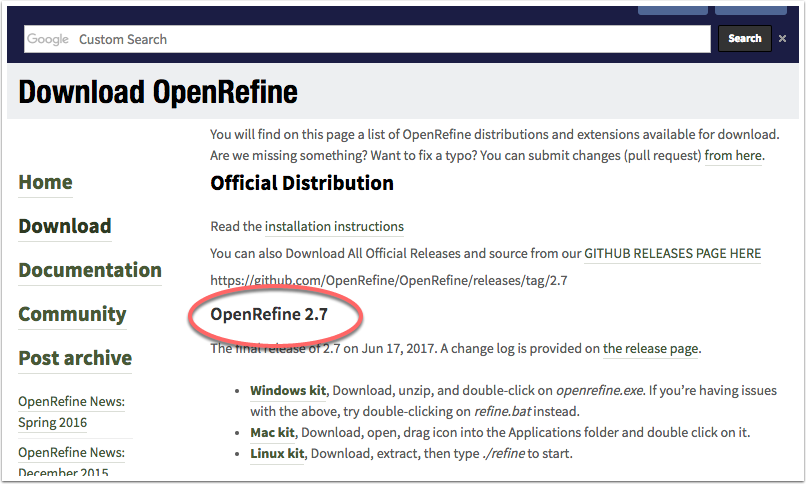 Google Custom Search
Search ×
Download OpenRefine
You will find on this page a list of OpenRefine distributions and extensions available for download.
Are we missing something? Want to fix a typo? You can submit changes (pull request) from here.
Home
Download
Documentation
Community
Post archive
OpenRefine News:
Spring 2016
OpenRefine News:
December 2015
Official Distribution
Read the installation instructions
You can also Download All Official Releases and source from our GITHUB RELEASES PAGE HERE
https://github.com/OpenRefine/OpenRefine/releases/tag/2.7
OpenRefine 2.7
The final release of 2.7 on Jun 17, 2017. A change log is provided on the release page.
• Windows kit, Download, unzip, and double-click on openrefine.exe. If you’re having issues
with the above, try double-clicking on refine.bat instead.
• Mac kit, Download, open, drag icon into the Applications folder and double click on it.
• Linux kit, Download, extract, then type ./refine to start.